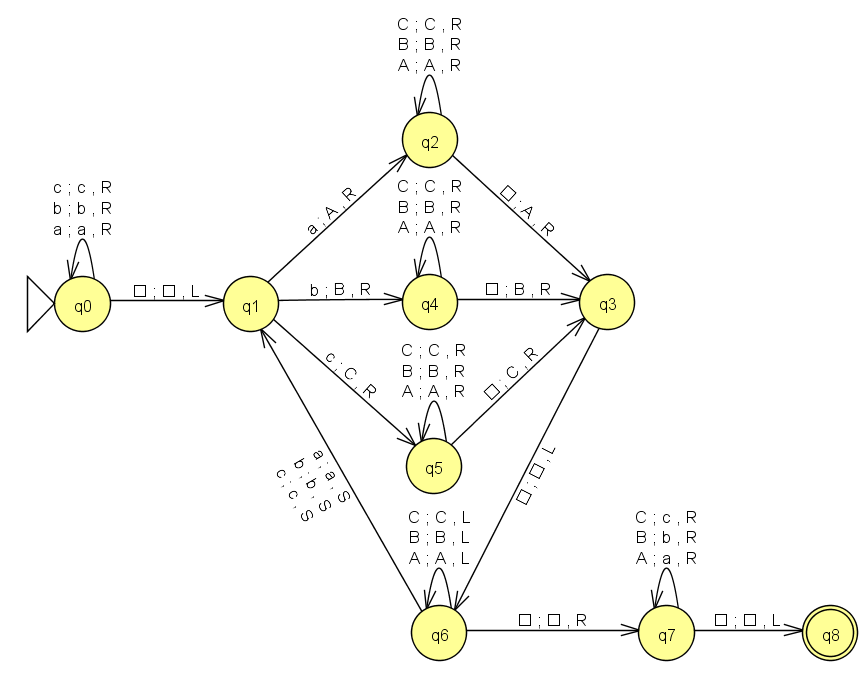 C ; C , R
B ; B , R
A ; A , R
q2
c ; c , R
b ; b , R
a ; a , R
C ; C , R
B ; B , R
A ; A , R
a ; A , R
□ ; A , R
q0
□ ; □ , L
q1
b ; B , R
q4
□ ; B , R
q3
c ; C , R
C ; C , R
B ; B , R
A ; A , R
□ ; C , R
q5
a ; a , S
b ; b , S
c ; c , S
□ ; □ , L
C ; C , L
B ; B , L
A ; A , L
C ; c , R
B ; b , R
A ; a , R
q6
□ ; □ , R
q7
□ ; □ , L
q8